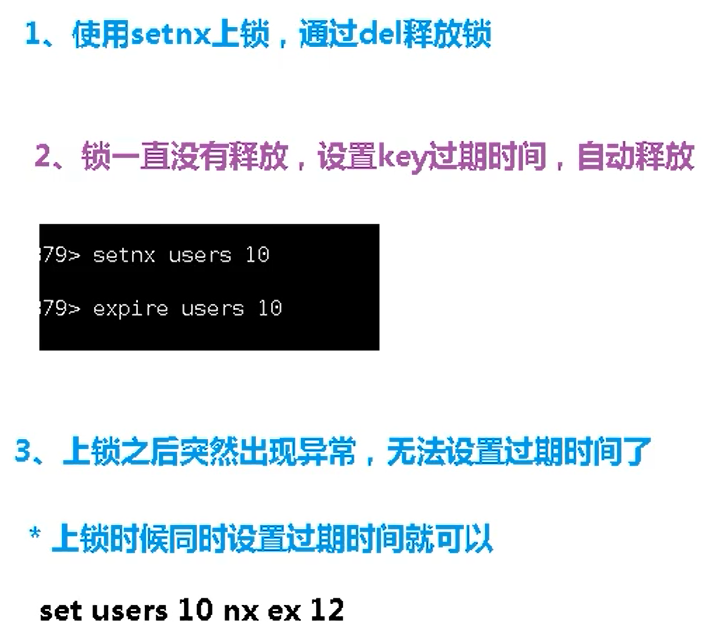 1、使用setnx上锁，通过del释放锁
2、锁一直没有释放，设置key过期时间，自动释放
79> setnx users 10
79> expire users 10
3、上锁之后突然出现异常，无法设置过期时间了
* 上锁时候同时设置过期时间就可以
set users 10 nx ex 12